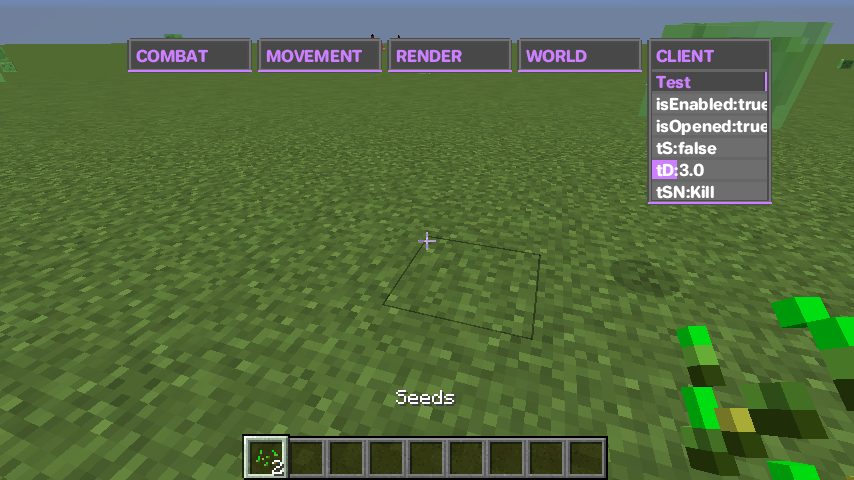 COMBAT
MOVEMENT
RENDER
WORLD
CLIENT
Test
isEnabled:true
isOpened:true
tS:false
tD:3.0
tSN:Kill
Seeds
2